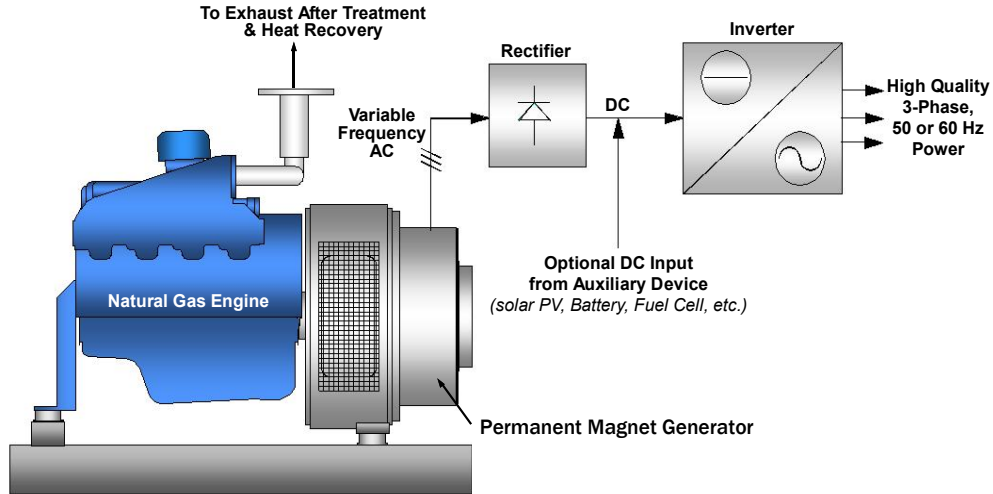 To Exhaust After Treatment
& Heat Recovery
Rectifier
Inverter
Variable
Frequency
AC
DC
High Quality
3-Phase,
50 or 60 Hz
Power
Optional DC Input
from Auxiliary Device
(solar PV, Battery, Fuel Cell, etc.)
Natural Gas Engine
Permanent Magnet Generator